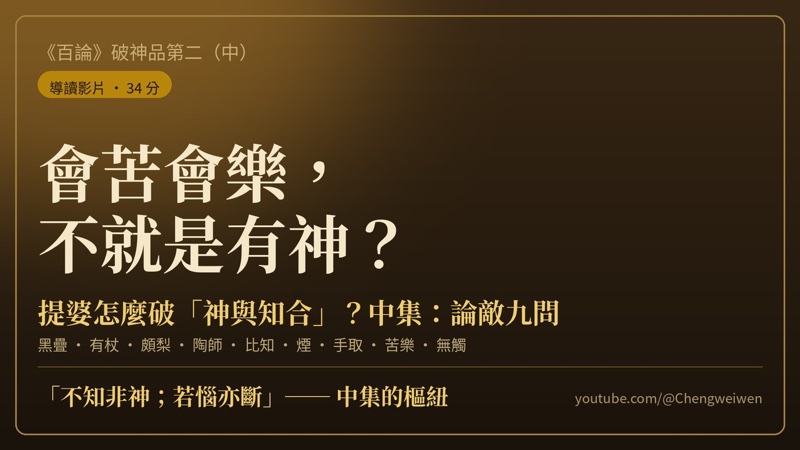 《百論》破神品第二（中）
導讀影片 · 34 分
會苦會樂，
不就是有神？
提婆怎麼破「神與知合」？中集：論敵九問
黑疊 · 有杖 · 頗梨 · 陶師 · 比知 · 煙 · 手取 · 苦樂 · 無觸
「不知非神；若惱亦斷」—— 中集的樞紐
youtube.com/@Chengweiwen